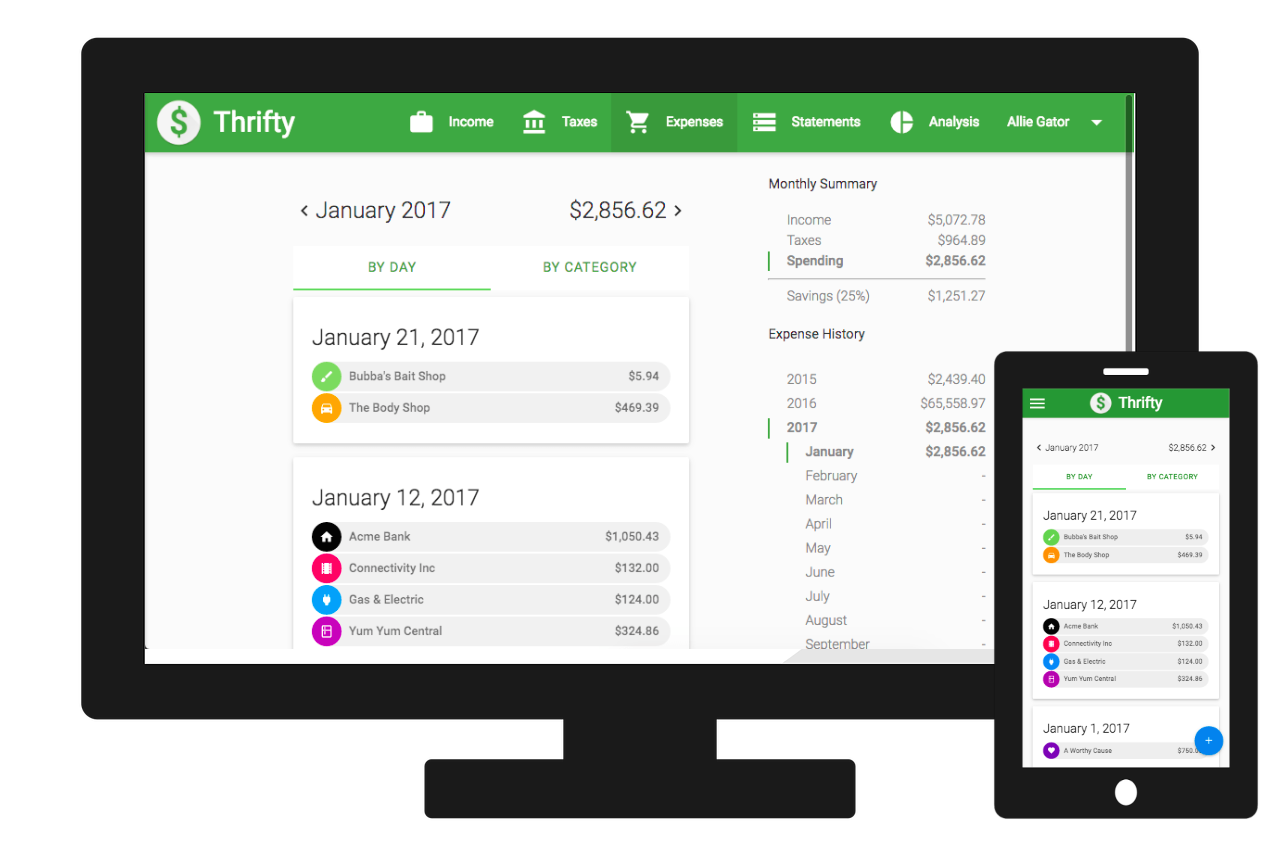 $ Thrifty Income Taxes Expenses Statements Analysis Allie Gator
January 2017 $2,856.62
BY DAY BY CATEGORY
January 21, 2017
Bubba's Bait Shop $5.94
The Body Shop $469.39
January 12, 2017
Acme Bank $1,050.43
Connectivity Inc $132.00
Gas & Electric $124.00
Yum Yum Central $324.86
Monthly Summary
Income $5,072.78
Taxes $964.89
Spending $2,856.62
Savings (25%) $1,251.27
Expense History
2015 $2,439.40
2016 $65,558.97
2017 $2,856.62
January $2,856.62
February -
March -
April -
May -
June -
July -
August -
September -
$ Thrifty
January 2017 $2,856.62
BY DAY BY CATEGORY
January 21, 2017
Bubba's Bait Shop $5.94
The Body Shop $469.39
January 12, 2017
Acme Bank $1,050.43
Connectivity Inc $132.00
Gas & Electric $124.00
Yum Yum Central $324.86
January 1, 2017
A Worthy Cause
+